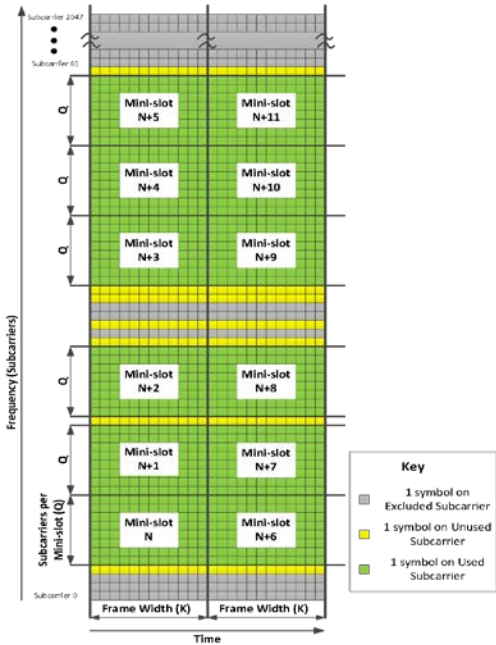 Subcarrier 2047
Subcarrier 61
Q
Mini-slot
N+5
Mini-slot
N+11
Q
Mini-slot
N+4
Mini-slot
N+10
Q
Mini-slot
N+3
Mini-slot
N+9
Frequency (Subcarriers)
Q
Mini-slot
N+2
Mini-slot
N+8
Q
Mini-slot
N+1
Mini-slot
N+7
Subcarriers per
Mini-slot (Q)
Mini-slot
N
Mini-slot
N+6
Subcarrier 0
Frame Width (K)
Frame Width (K)
Time
Key
1 symbol on
Excluded Subcarrier
1 symbol on Unused
Subcarrier
1 symbol on Used
Subcarrier